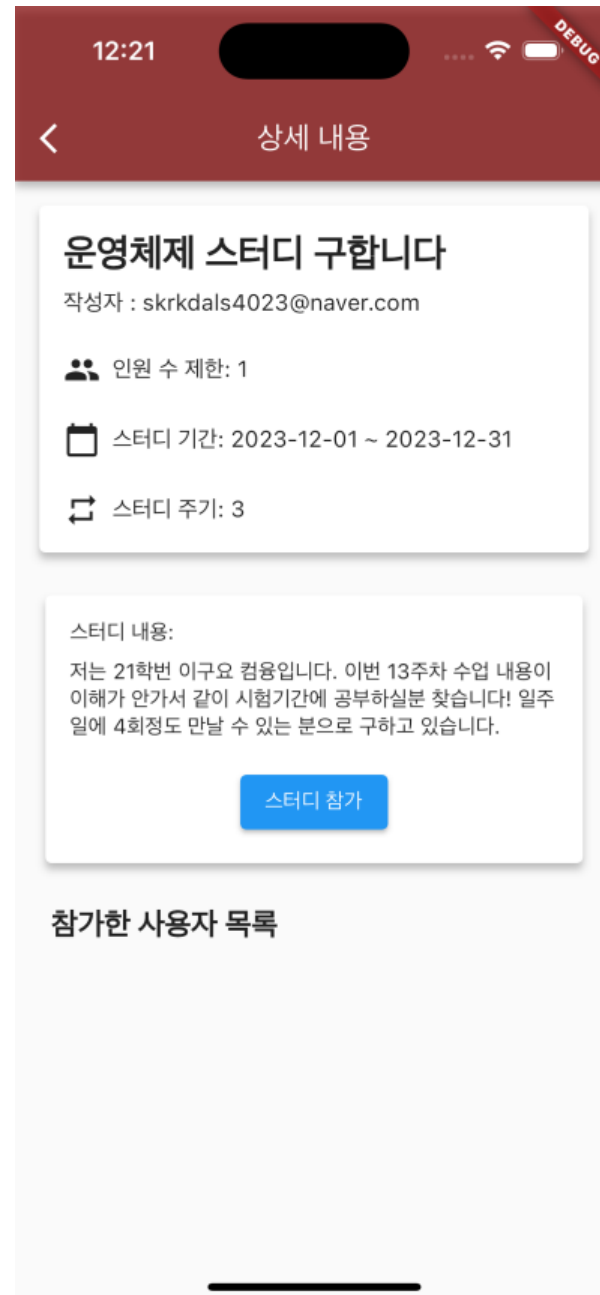 12:21
DEBUG
상세 내용
운영체제 스터디 구합니다
작성자 : skrkdals4023@naver.com
인원 수 제한: 1
스터디 기간: 2023-12-01 ~ 2023-12-31
스터디 주기: 3
스터디 내용:
저는 21학번 이구요 컴융입니다. 이번 13주차 수업 내용이
이해가 안가서 같이 시험기간에 공부하실분 찾습니다! 일주
일에 4회정도 만날 수 있는 분으로 구하고 있습니다.
스터디 참가
참가한 사용자 목록